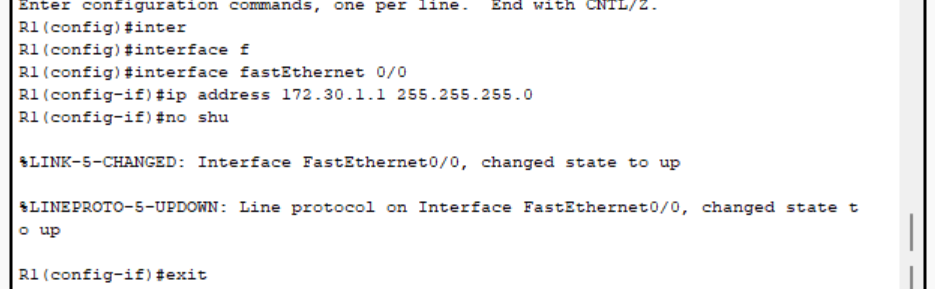 Enter configuration commands, one per line.  End with CNTL/Z.
R1(config)#inter
R1(config)#interface f
R1(config)#interface fastEthernet 0/0
R1(config-if)#ip address 172.30.1.1 255.255.255.0
R1(config-if)#no shu
%LINK-5-CHANGED: Interface FastEthernet0/0, changed state to up
%LINEPROTO-5-UPDOWN: Line protocol on Interface FastEthernet0/0, changed state t
o up
R1(config-if)#exit